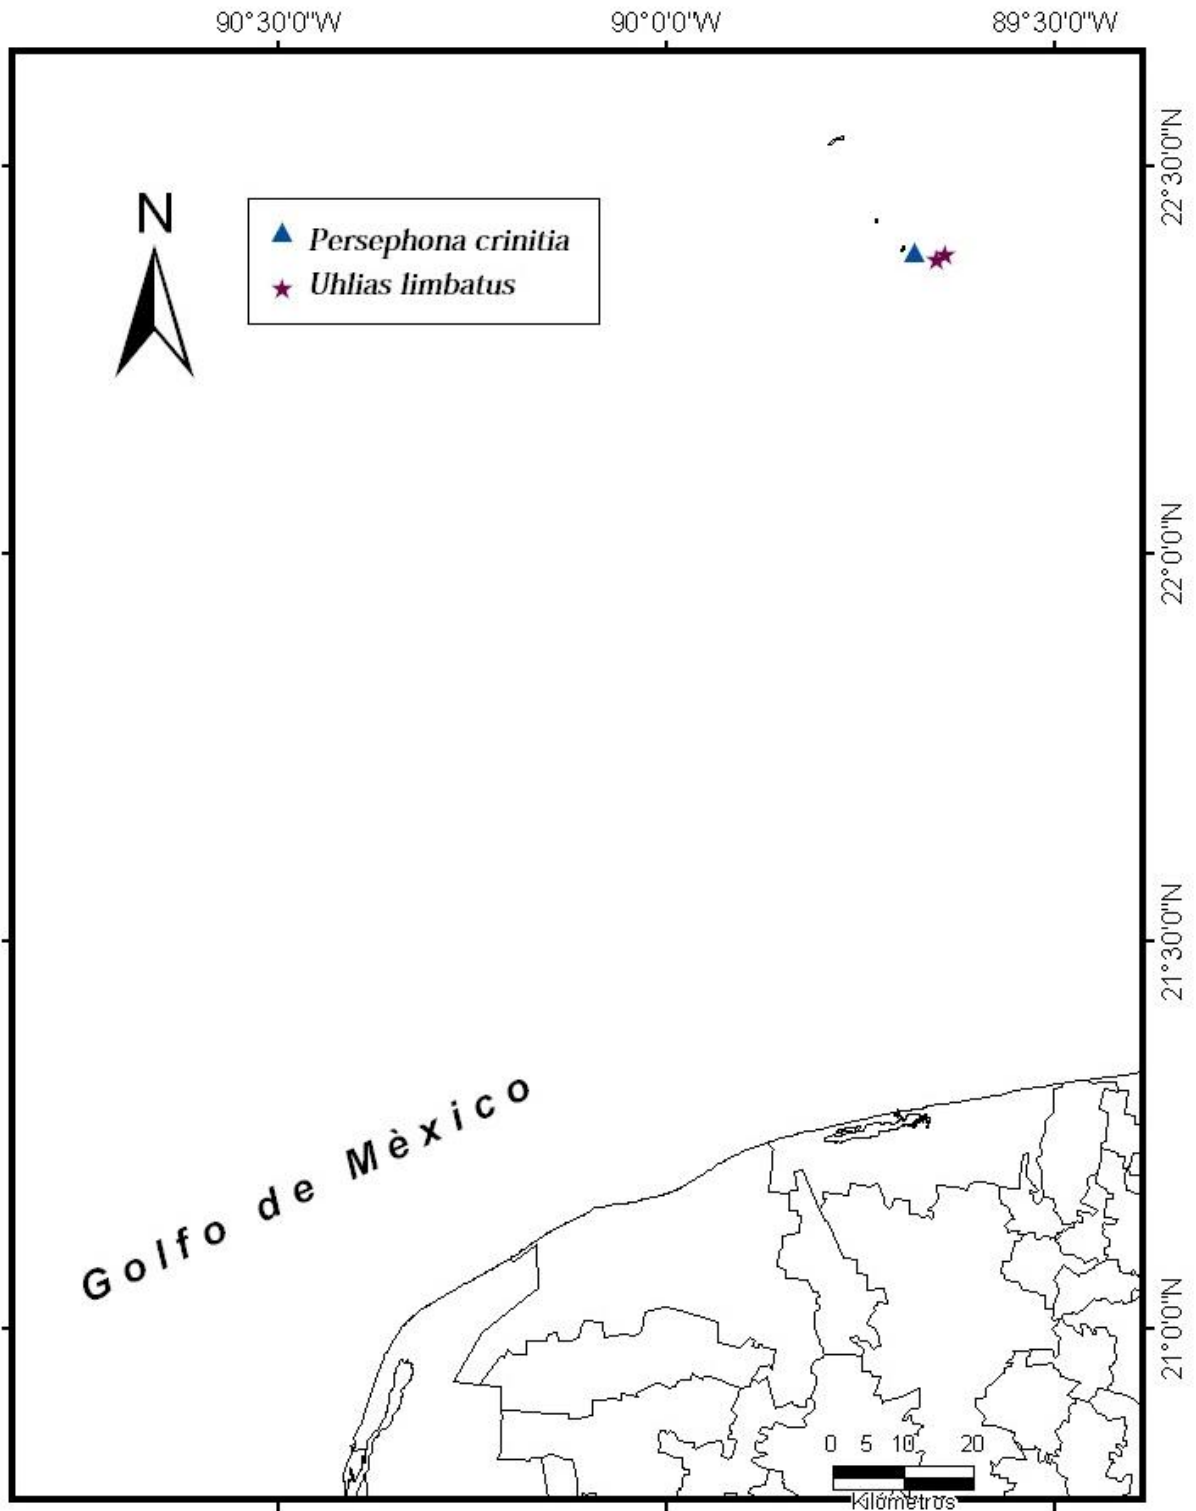 90°30'0"W 90°0'0"W 89°30'0"W
22°30'0"N
N
Persephona crinitia
Uhlias limbatus
22°0'0"N
21°30'0"N
Golfo de Mèxico
21°0'0"N
0 5 10 20
Kilómetros